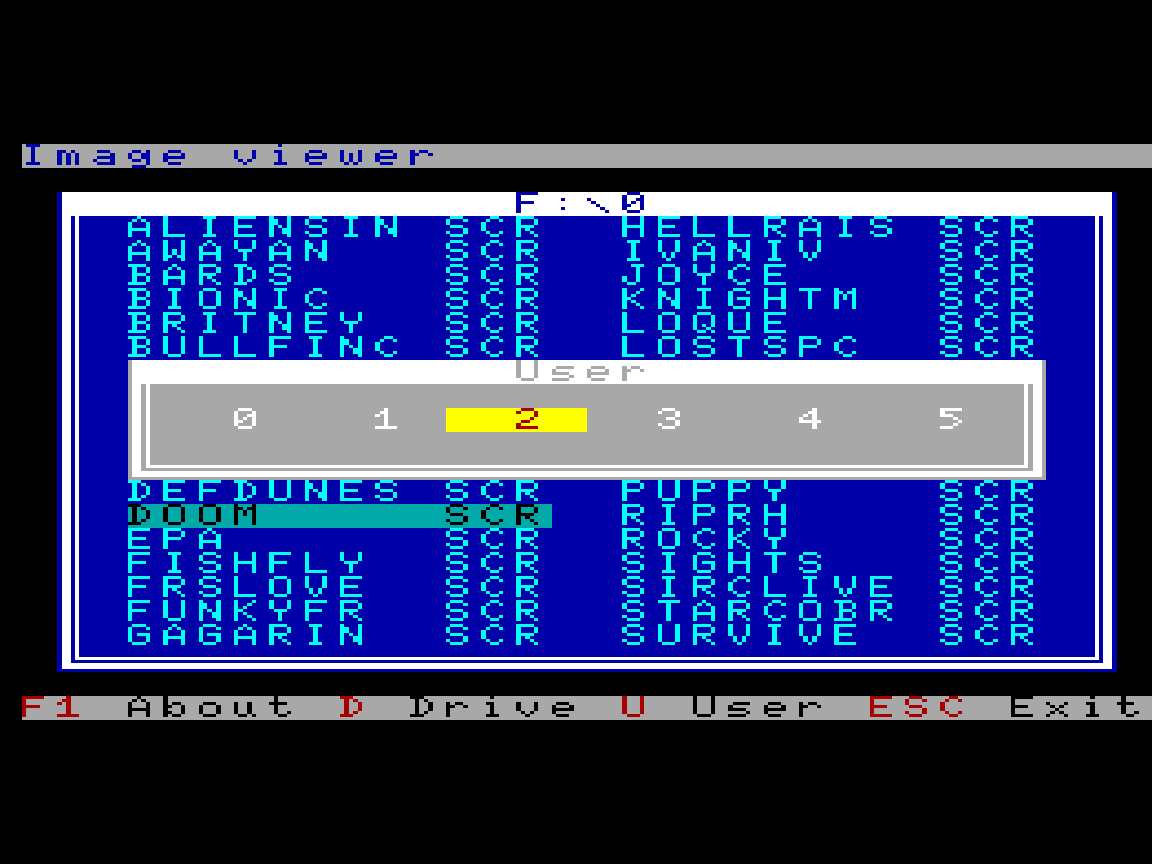 Image viewer
F:\0
ALIENSIN SCR HELLRAIS SCR
AWAYAN SCR IVANIV SCR
BARDS SCR JOYCE SCR
BIONIC SCR KNIGHTM SCR
BRITNEY SCR LOQUE SCR
BULLFINC SCR LOSTSPC SCR
User
0 1 2 3 4 5
DEFDUNES SCR PUPPY SCR
DOOM SCR RIPRH SCR
EPA SCR ROCKY SCR
FISHFLY SCR SIGHTS SCR
FRSLOVE SCR SIRCLIVE SCR
FUNKYFR SCR STARCOBR SCR
GAGARIN SCR SURVIVE SCR
F1 About D Drive U User ESC Exit